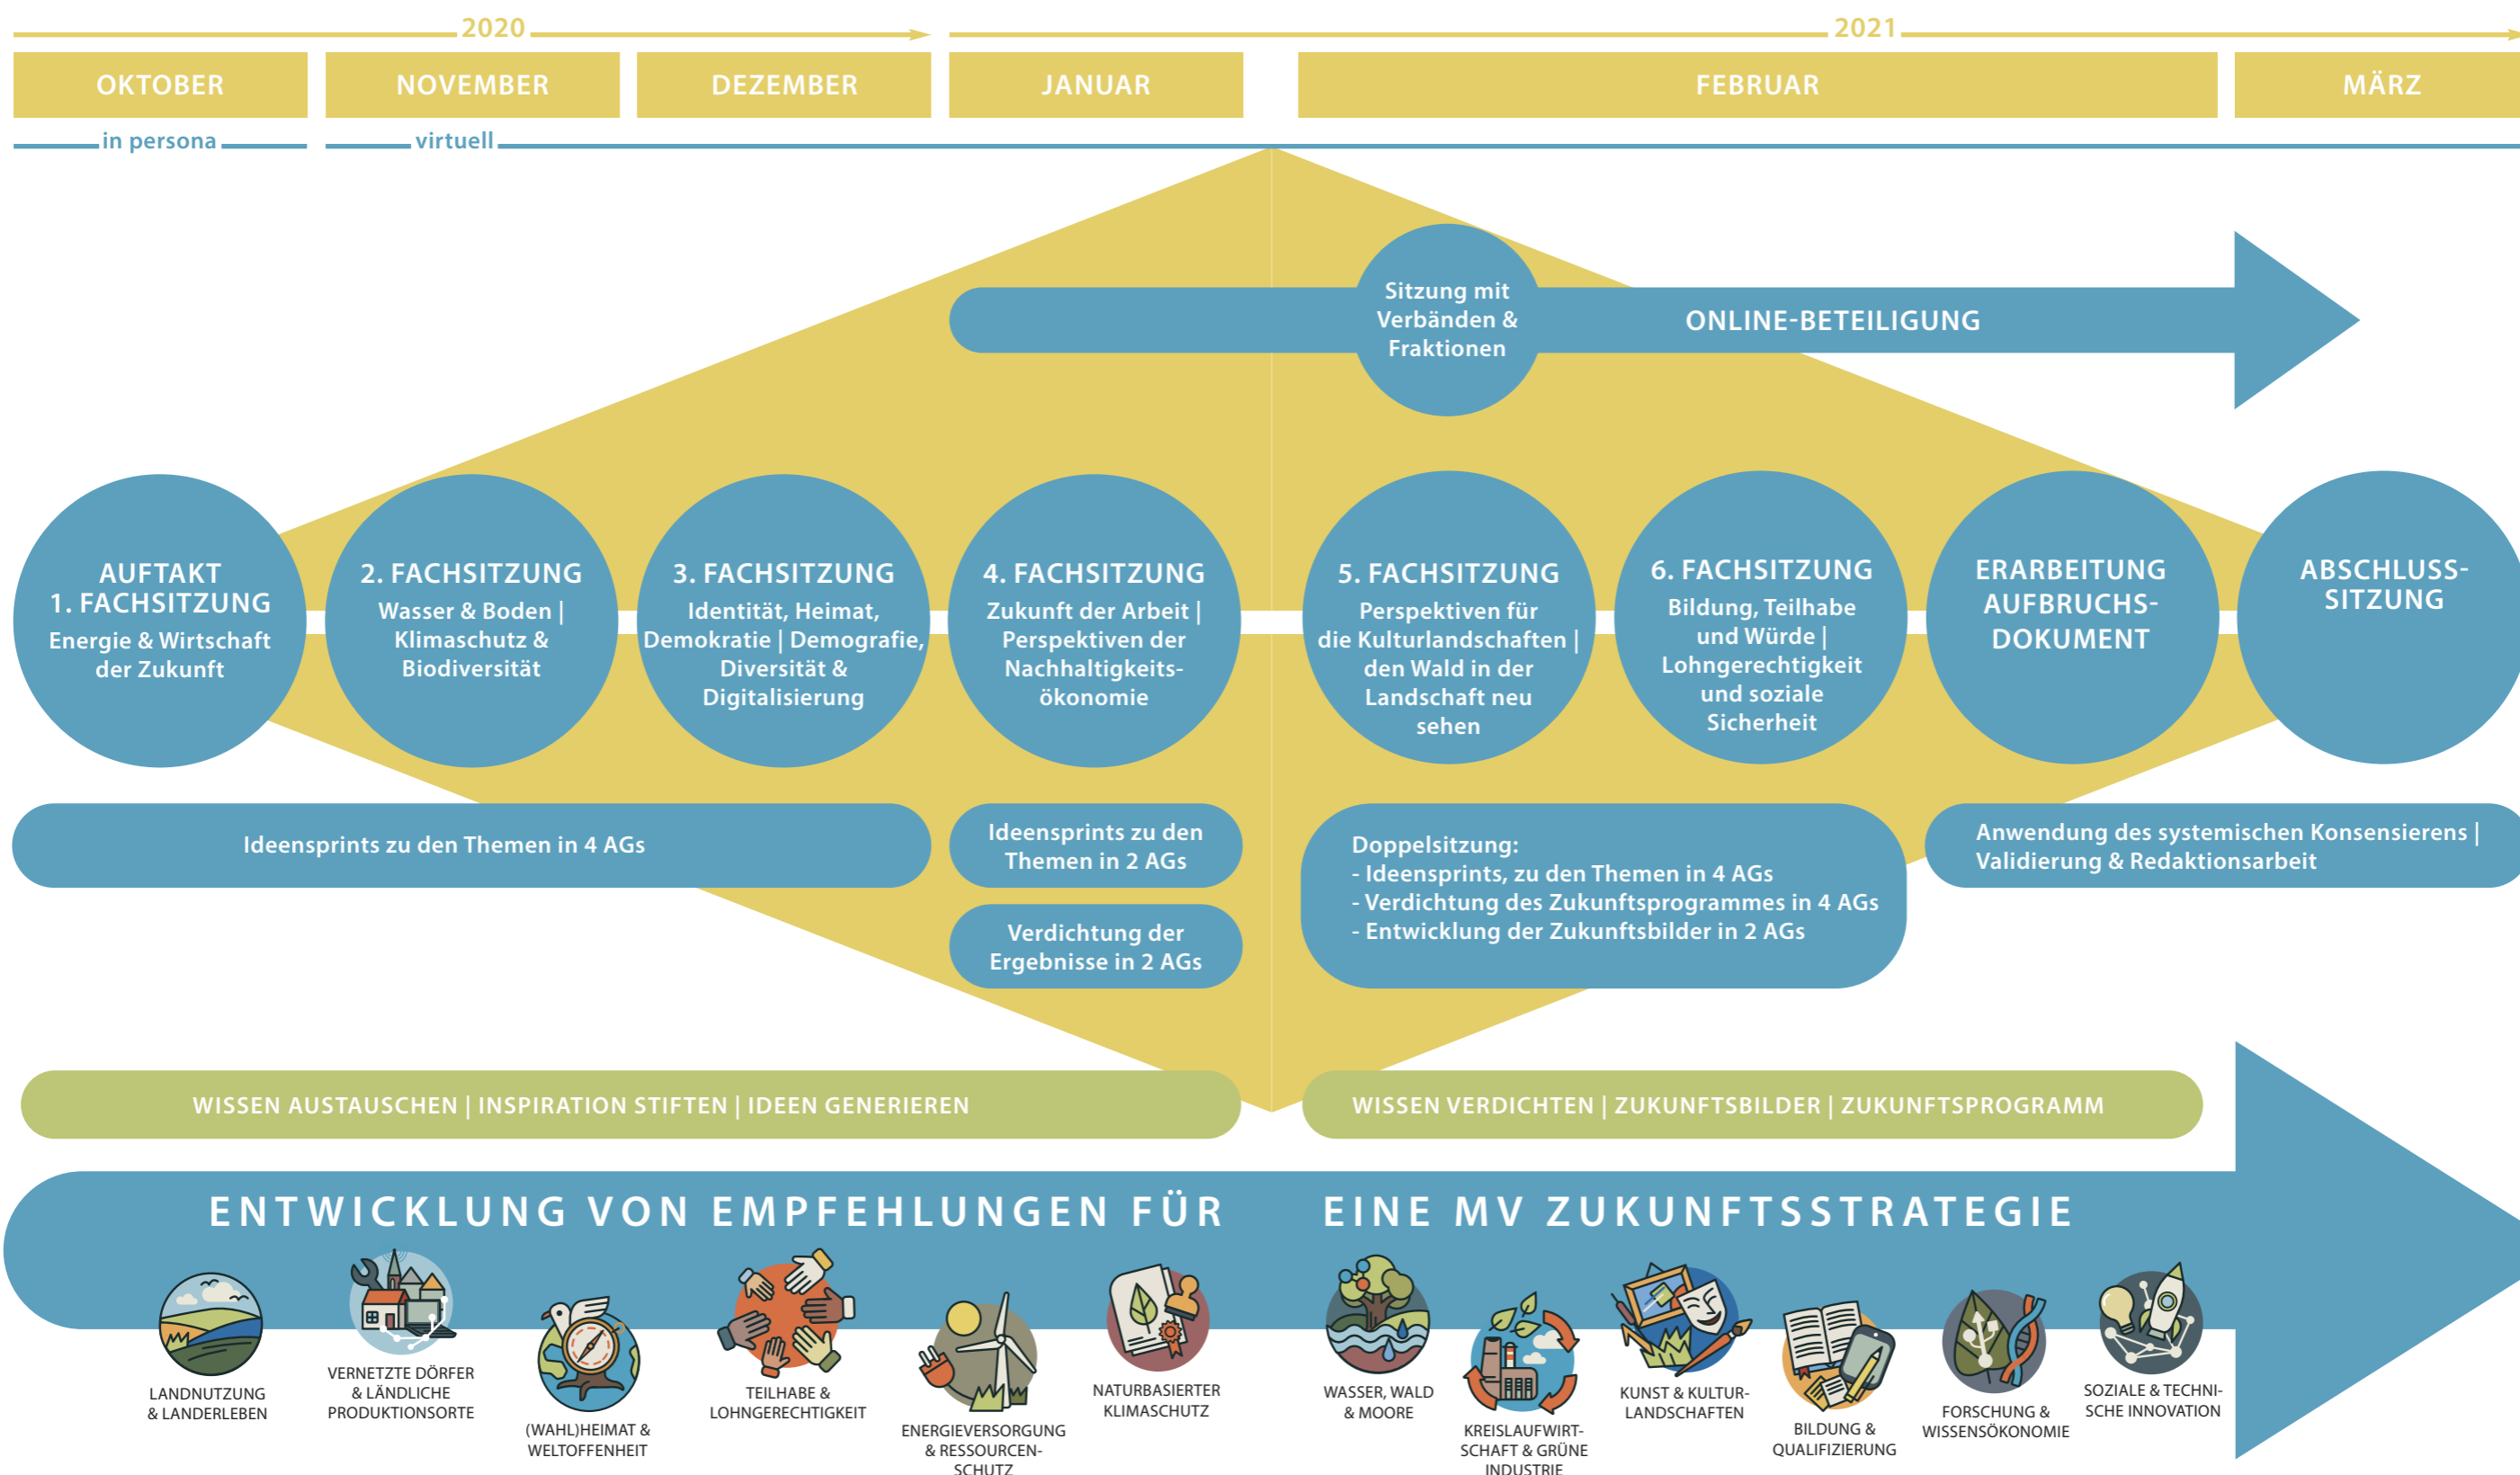 2020
2021
OKTOBER
NOVEMBER
DEZEMBER
JANUAR
FEBRUAR
MÄRZ
in persona
virtuell
Sitzung mit
Verbänden &
Fraktionen
ONLINE-BETEILIGUNG
AUFTAKT
1. FACHSITZUNG
Energie & Wirtschaft
der Zukunft
2. FACHSITZUNG
Wasser & Boden |
Klimaschutz &
Biodiversität
3. FACHSITZUNG
Identität, Heimat,
Demokratie | Demografie,
Diversität &
Digitalisierung
4. FACHSITZUNG
Zukunft der Arbeit |
Perspektiven der
Nachhaltigkeits-
ökonomie
5. FACHSITZUNG
Perspektiven für
die Kulturlandschaften |
den Wald in der
Landschaft neu
sehen
6. FACHSITZUNG
Bildung, Teilhabe
und Würde |
Lohngerechtigkeit
und soziale
Sicherheit
ERARBEITUNG
AUFBRUCHS-
DOKUMENT
ABSCHLUSS-
SITZUNG
Ideensprints zu den Themen in 4 AGs
Ideensprints zu den
Themen in 2 AGs
Verdichtung der
Ergebnisse in 2 AGs
Doppelsitzung:
- Ideensprints, zu den Themen in 4 AGs
- Verdichtung des Zukunftsprogrammes in 4 AGs
- Entwicklung der Zukunftsbilder in 2 AGs
Anwendung des systemischen Konsensierens |
Validierung & Redaktionsarbeit
WISSEN AUSTAUSCHEN | INSPIRATION STIFTEN | IDEEN GENERIEREN
WISSEN VERDICHTEN | ZUKUNFTSBILDER | ZUKUNFTSPROGRAMM
ENTWICKLUNG VON EMPFEHLUNGEN FÜR EINE MV ZUKUNFTSSTRATEGIE
LANDNUTZUNG
& LANDERLEBEN
VERNETZTE DÖRFER
& LÄNDLICHE
PRODUKTIONSORTE
(WAHL)HEIMAT &
WELTOFFENHEIT
TEILHABE &
LOHNGERECHTIGKEIT
ENERGIEVERSORGUNG
& RESSOURCEN-
SCHUTZ
NATURBASIERTER
KLIMASCHUTZ
WASSER, WALD
& MOORE
KREISLAUFWIRT-
SCHAFT & GRÜNE
INDUSTRIE
KUNST & KULTUR-
LANDSCHAFTEN
BILDUNG &
QUALIFIZIERUNG
FORSCHUNG &
WISSENSÖKONOMIE
SOZIALE & TECHNI-
SCHE INNOVATION